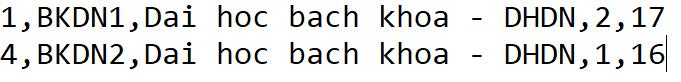 1,BKDN1,Dai hoc bach khoa - DHDN,2,17
4,BKDN2,Dai hoc bach khoa - DHDN,1,16